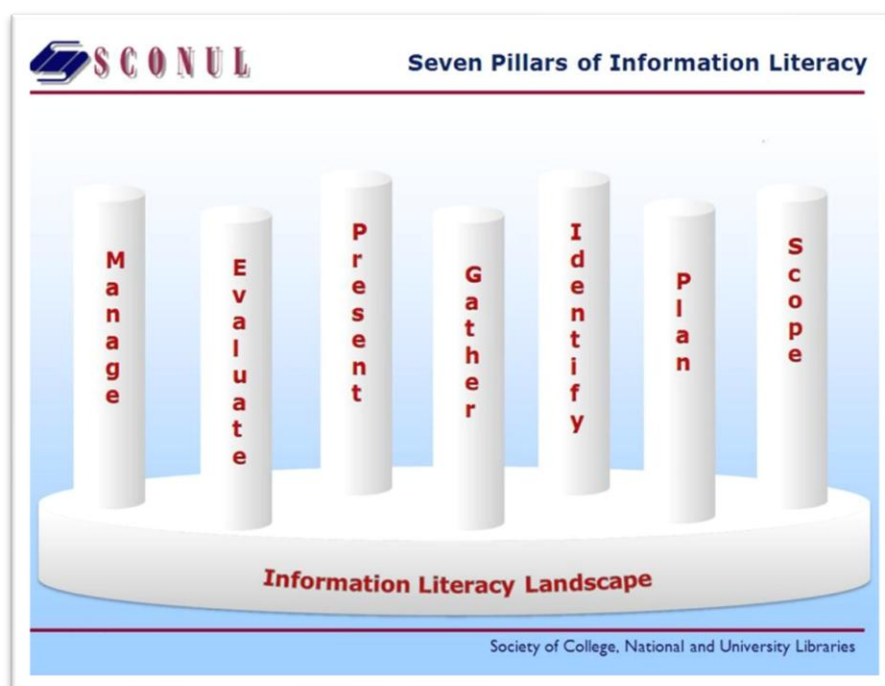 SCONUL
Seven Pillars of Information Literacy
Manage
Evaluate
Present
Gather
Identify
Plan
Scope
Information Literacy Landscape
Society of College, National and University Libraries